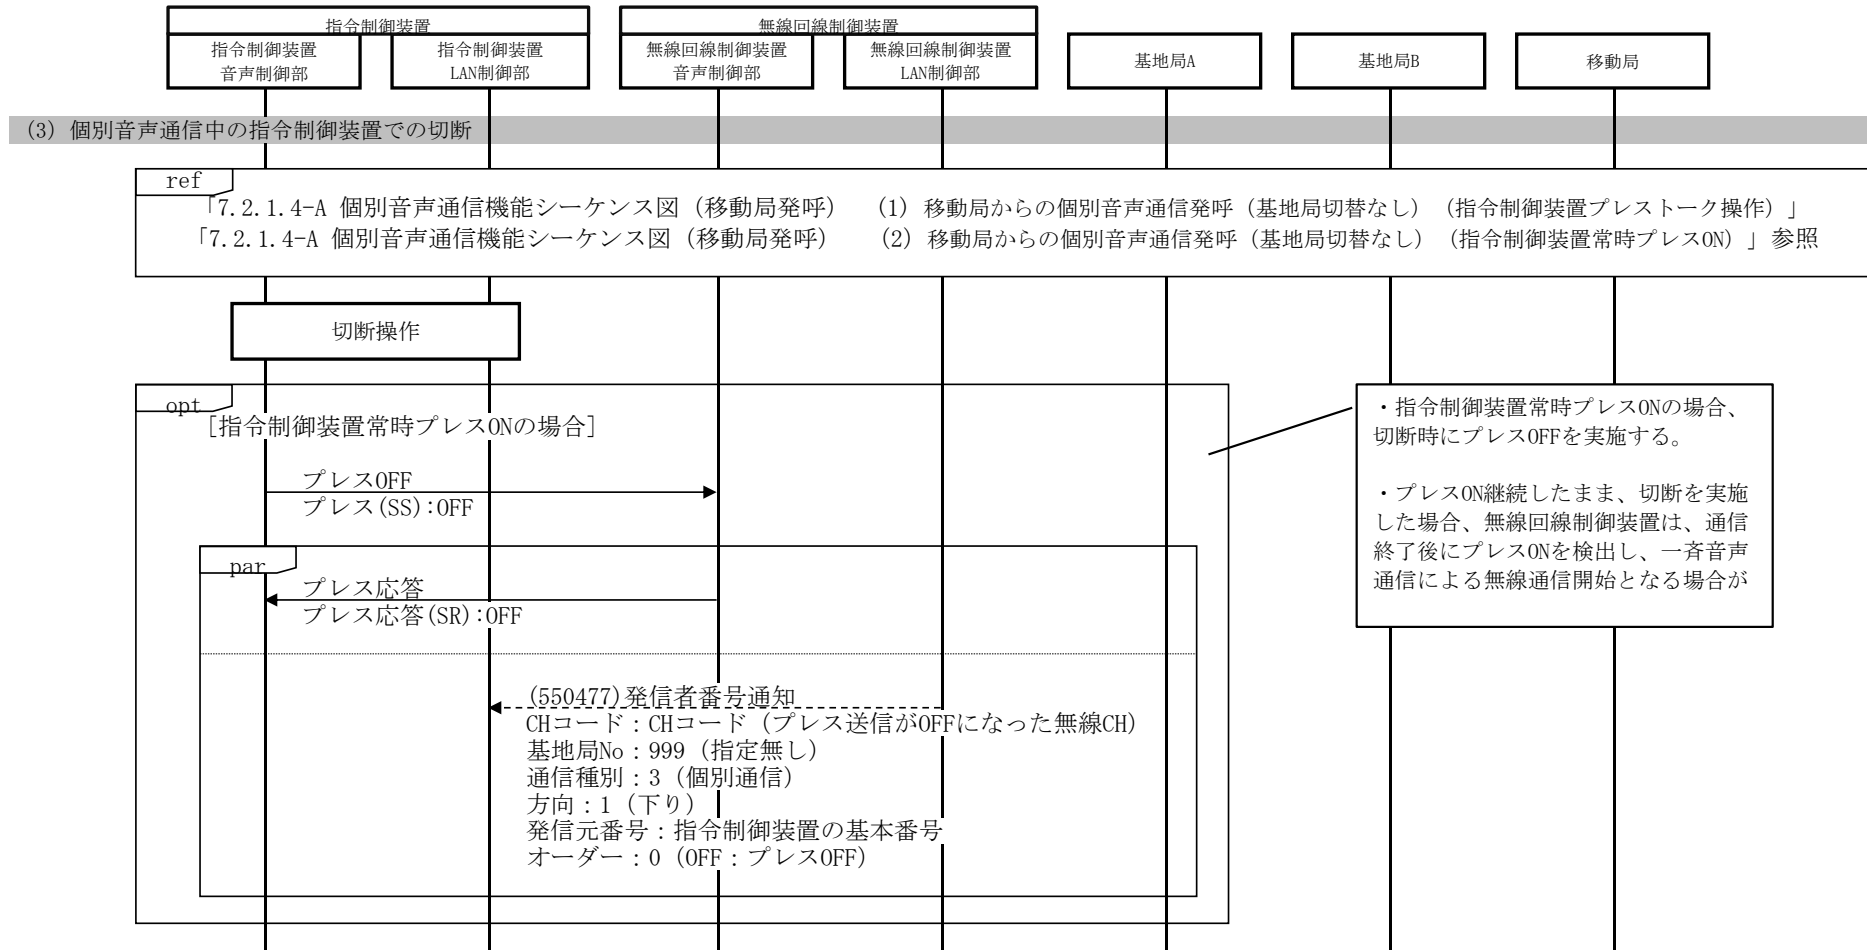 指令制御装置
無線回線制御装置
指令制御装置
音声制御部
指令制御装置
LAN制御部
無線回線制御装置
音声制御部
無線回線制御装置
LAN制御部
基地局A
基地局B
移動局
(3) 個別音声通信中の指令制御装置での切断
ref
「7.2.1.4-A 個別音声通信機能シーケンス図（移動局発呼） (1) 移動局からの個別音声通信発呼（基地局切替なし）（指令制御装置プレストーク操作）」
「7.2.1.4-A 個別音声通信機能シーケンス図（移動局発呼） (2) 移動局からの個別音声通信発呼（基地局切替なし）（指令制御装置常時プレスON）」参照
切断操作
opt
[指令制御装置常時プレスONの場合]
・指令制御装置常時プレスONの場合、
切断時にプレスOFFを実施する。
・プレスON継続したまま、切断を実施
した場合、無線回線制御装置は、通信
終了後にプレスONを検出し、一斉音声
通信による無線通信開始となる場合が
プレスOFF
プレス(SS):OFF
par
プレス応答
プレス応答(SR):OFF
(550477)発信者番号通知
CHコード：CHコード（プレス送信がOFFになった無線CH）
基地局No：999（指定無し）
通信種別：3（個別通信）
方向：1（下り）
発信元番号：指令制御装置の基本番号
オーダー：0（OFF：プレスOFF）